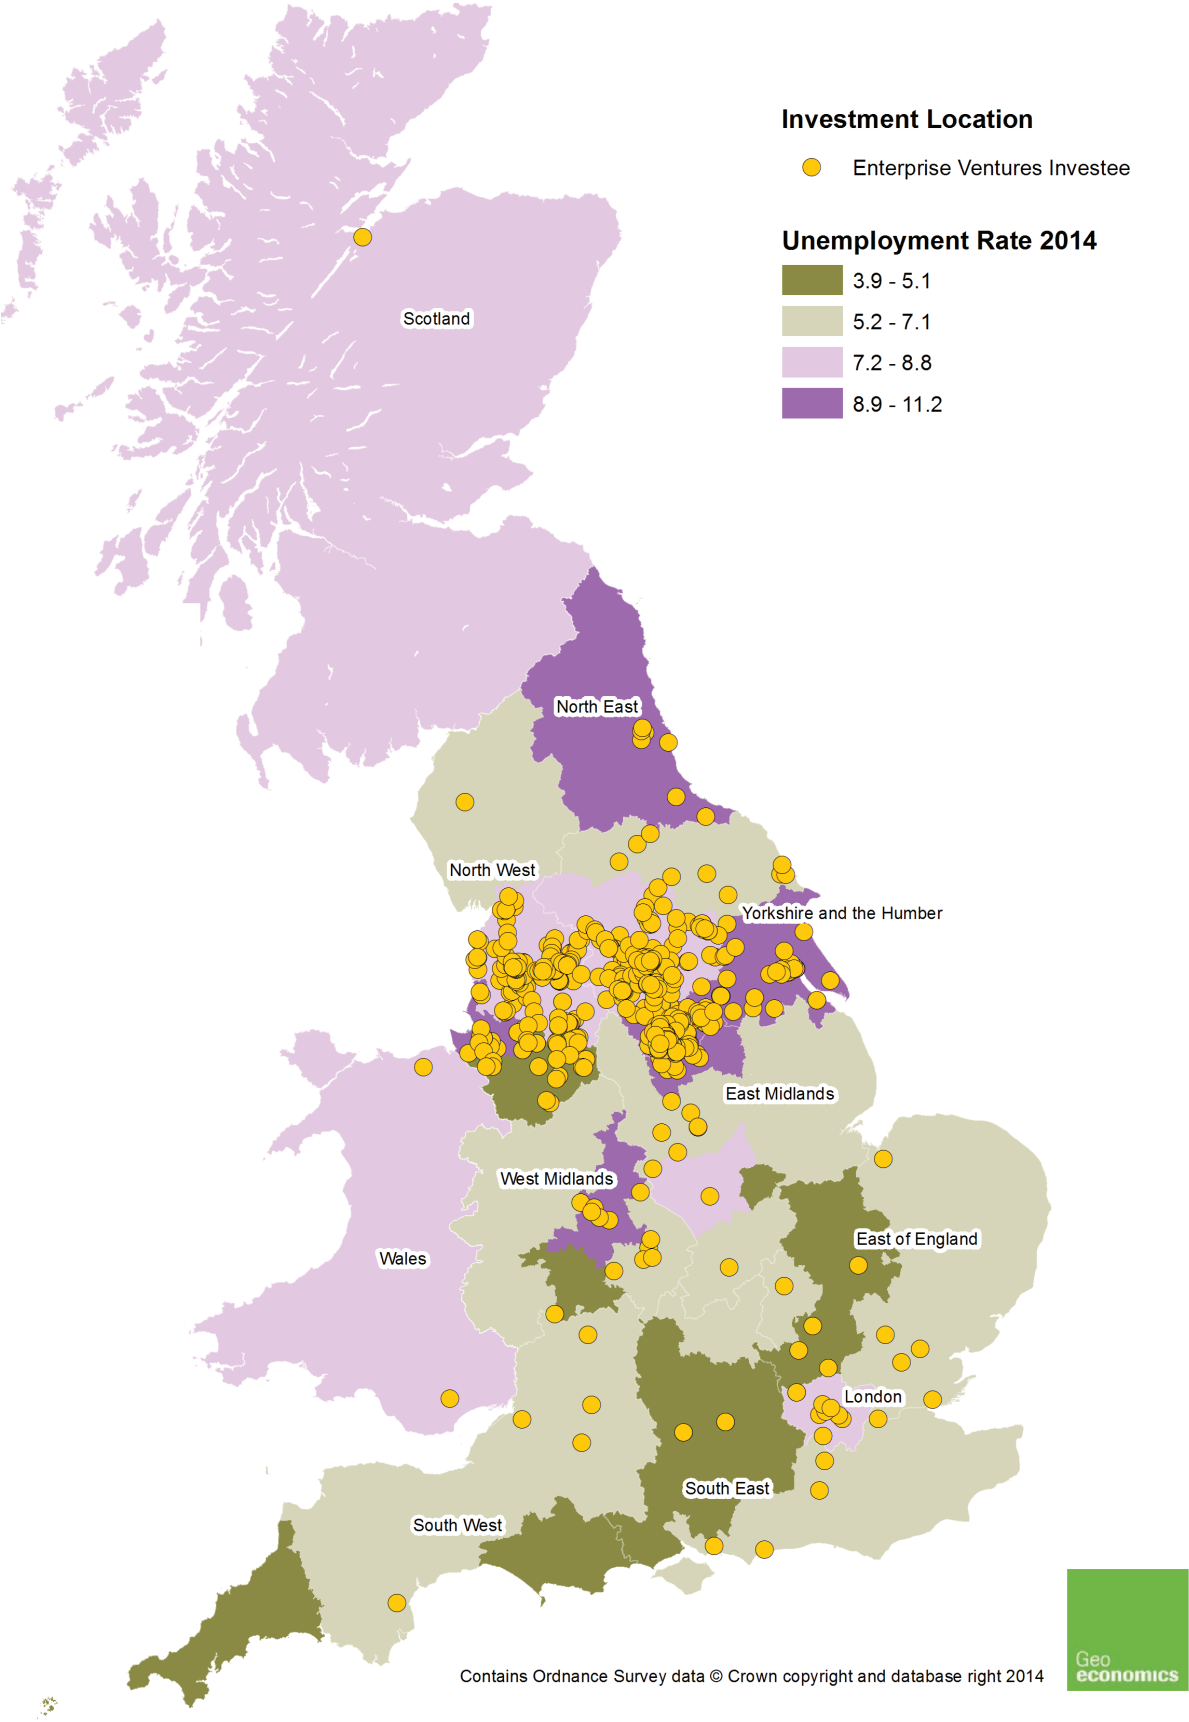 Investment Location
Enterprise Ventures Investee
Unemployment Rate 2014
3.9 - 5.1
5.2 - 7.1
7.2 - 8.8
8.9 - 11.2
Scotland
North East
North West
Yorkshire and the Humber
East Midlands
West Midlands
East of England
Wales
London
South East
South West
Geo
economics
Contains Ordnance Survey data © Crown copyright and database right 2014